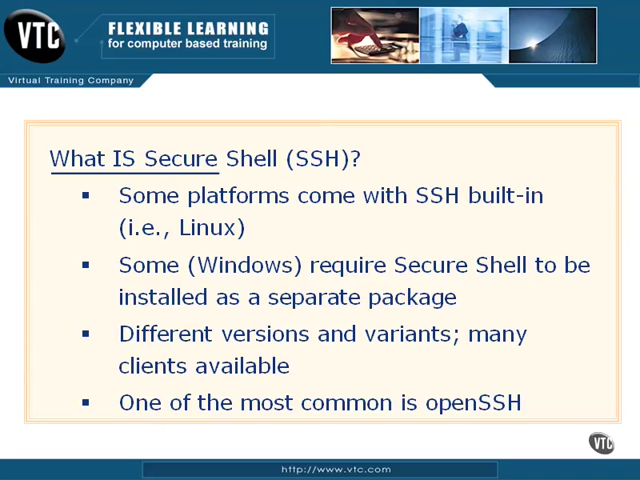 VTC
FLEXIBLE LEARNING
for computer based training
Virtual Training Company
What IS Secure Shell (SSH)?
▪ Some platforms come with SSH built-in
(i.e., Linux)
▪ Some (Windows) require Secure Shell to be
installed as a separate package
▪ Different versions and variants; many
clients available
▪ One of the most common is openSSH
VTC
http://www.vtc.com